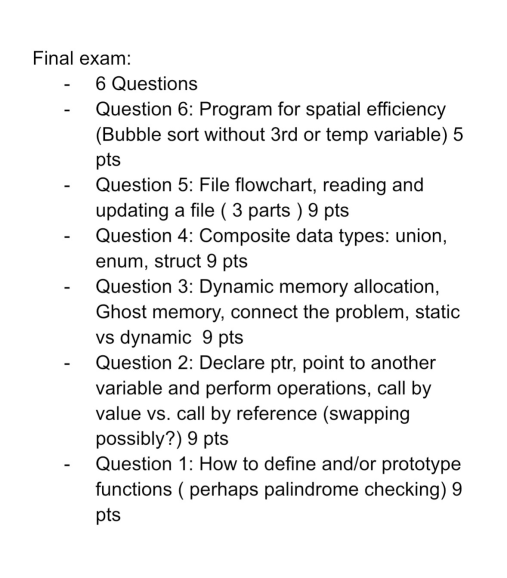 Final exam:
- 6 Questions
- Question 6: Program for spatial efficiency
(Bubble sort without 3rd or temp variable) 5
pts
- Question 5: File flowchart, reading and
updating a file ( 3 parts ) 9 pts
- Question 4: Composite data types: union,
enum, struct 9 pts
- Question 3: Dynamic memory allocation,
Ghost memory, connect the problem, static
vs dynamic  9 pts
- Question 2: Declare ptr, point to another
variable and perform operations, call by
value vs. call by reference (swapping
possibly?) 9 pts
- Question 1: How to define and/or prototype
functions ( perhaps palindrome checking) 9
pts